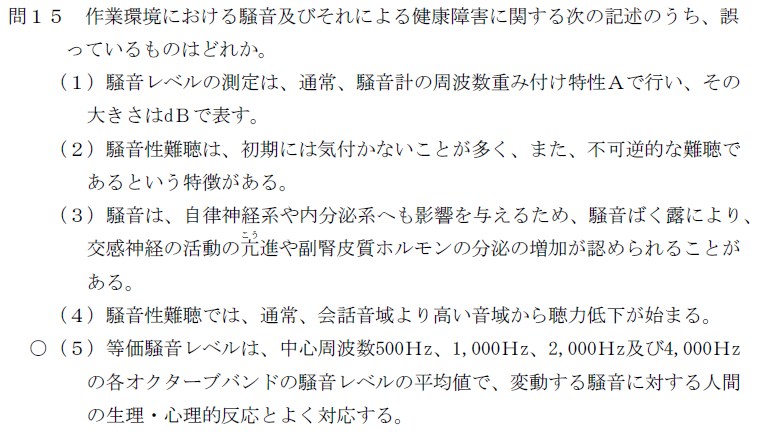 問１５　作業環境における騒音及びそれによる健康障害に関する次の記述のうち、誤
っているものはどれか。
（１）騒音レベルの測定は、通常、騒音計の周波数重み付け特性Ａで行い、その
大きさはdＢで表す。
（２）騒音性難聴は、初期には気付かないことが多く、また、不可逆的な難聴で
あるという特徴がある。
（３）騒音は、自律神経系や内分泌系へも影響を与えるため、騒音ばく露により、
こう
交感神経の活動の亢進や副腎皮質ホルモンの分泌の増加が認められることが
ある。
（４）騒音性難聴では、通常、会話音域より高い音域から聴力低下が始まる。
〇（５）等価騒音レベルは、中心周波数500Ｈz、1,000Ｈz、2,000Ｈz及び4,000Ｈz
の各オクターブバンドの騒音レベルの平均値で、変動する騒音に対する人間
の生理・心理的反応とよく対応する。